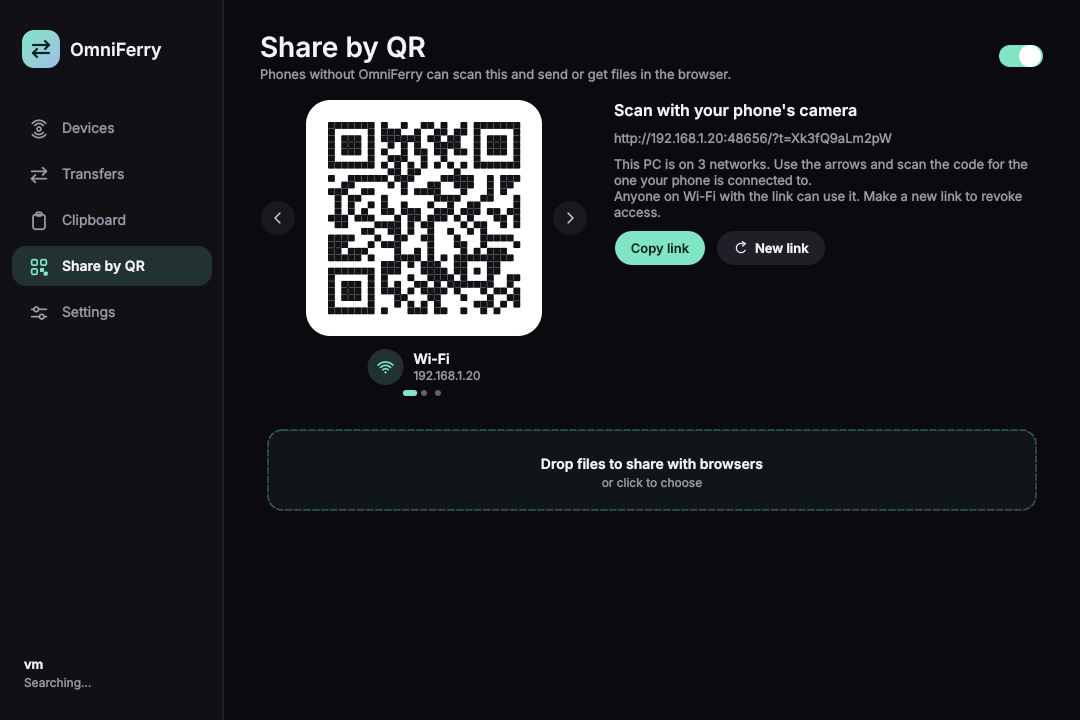 OmniFerry
Devices
Transfers
Clipboard
Share by QR
Settings
vm
Searching...
Share by QR
Phones without OmniFerry can scan this and send or get files in the browser.
Wi-Fi
192.168.1.20
Scan with your phone's camera
http://192.168.1.20:48656/?t=Xk3fQ9aLm2pW
This PC is on 3 networks. Use the arrows and scan the code for the
one your phone is connected to.
Anyone on Wi-Fi with the link can use it. Make a new link to revoke
access.
Copy link
New link
Drop files to share with browsers
or click to choose